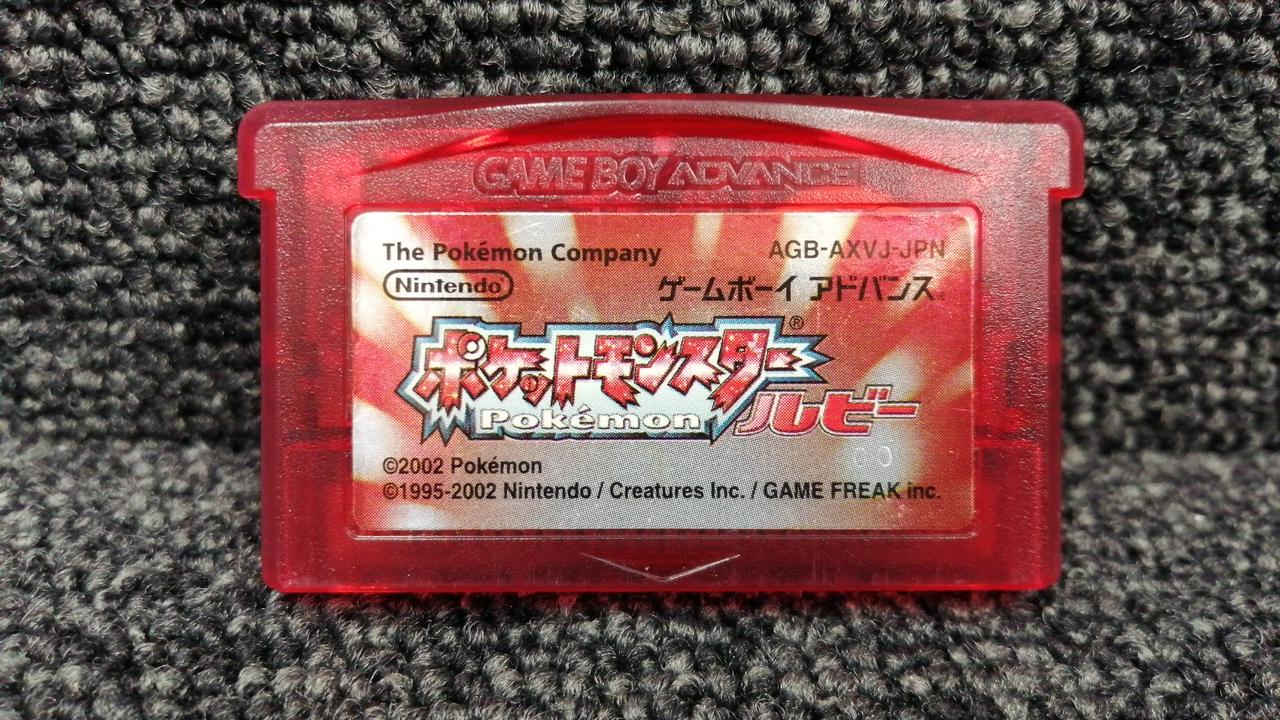 GAME BOY ADVANCE
The Pokémon Company AGB-AXVJ-JPN
Nintendo ゲームボーイ アドバンス
ポケットモンスター®
Pokémon ルビー
00
©2002 Pokémon
©1995-2002 Nintendo / Creatures Inc. / GAME FREAK inc.